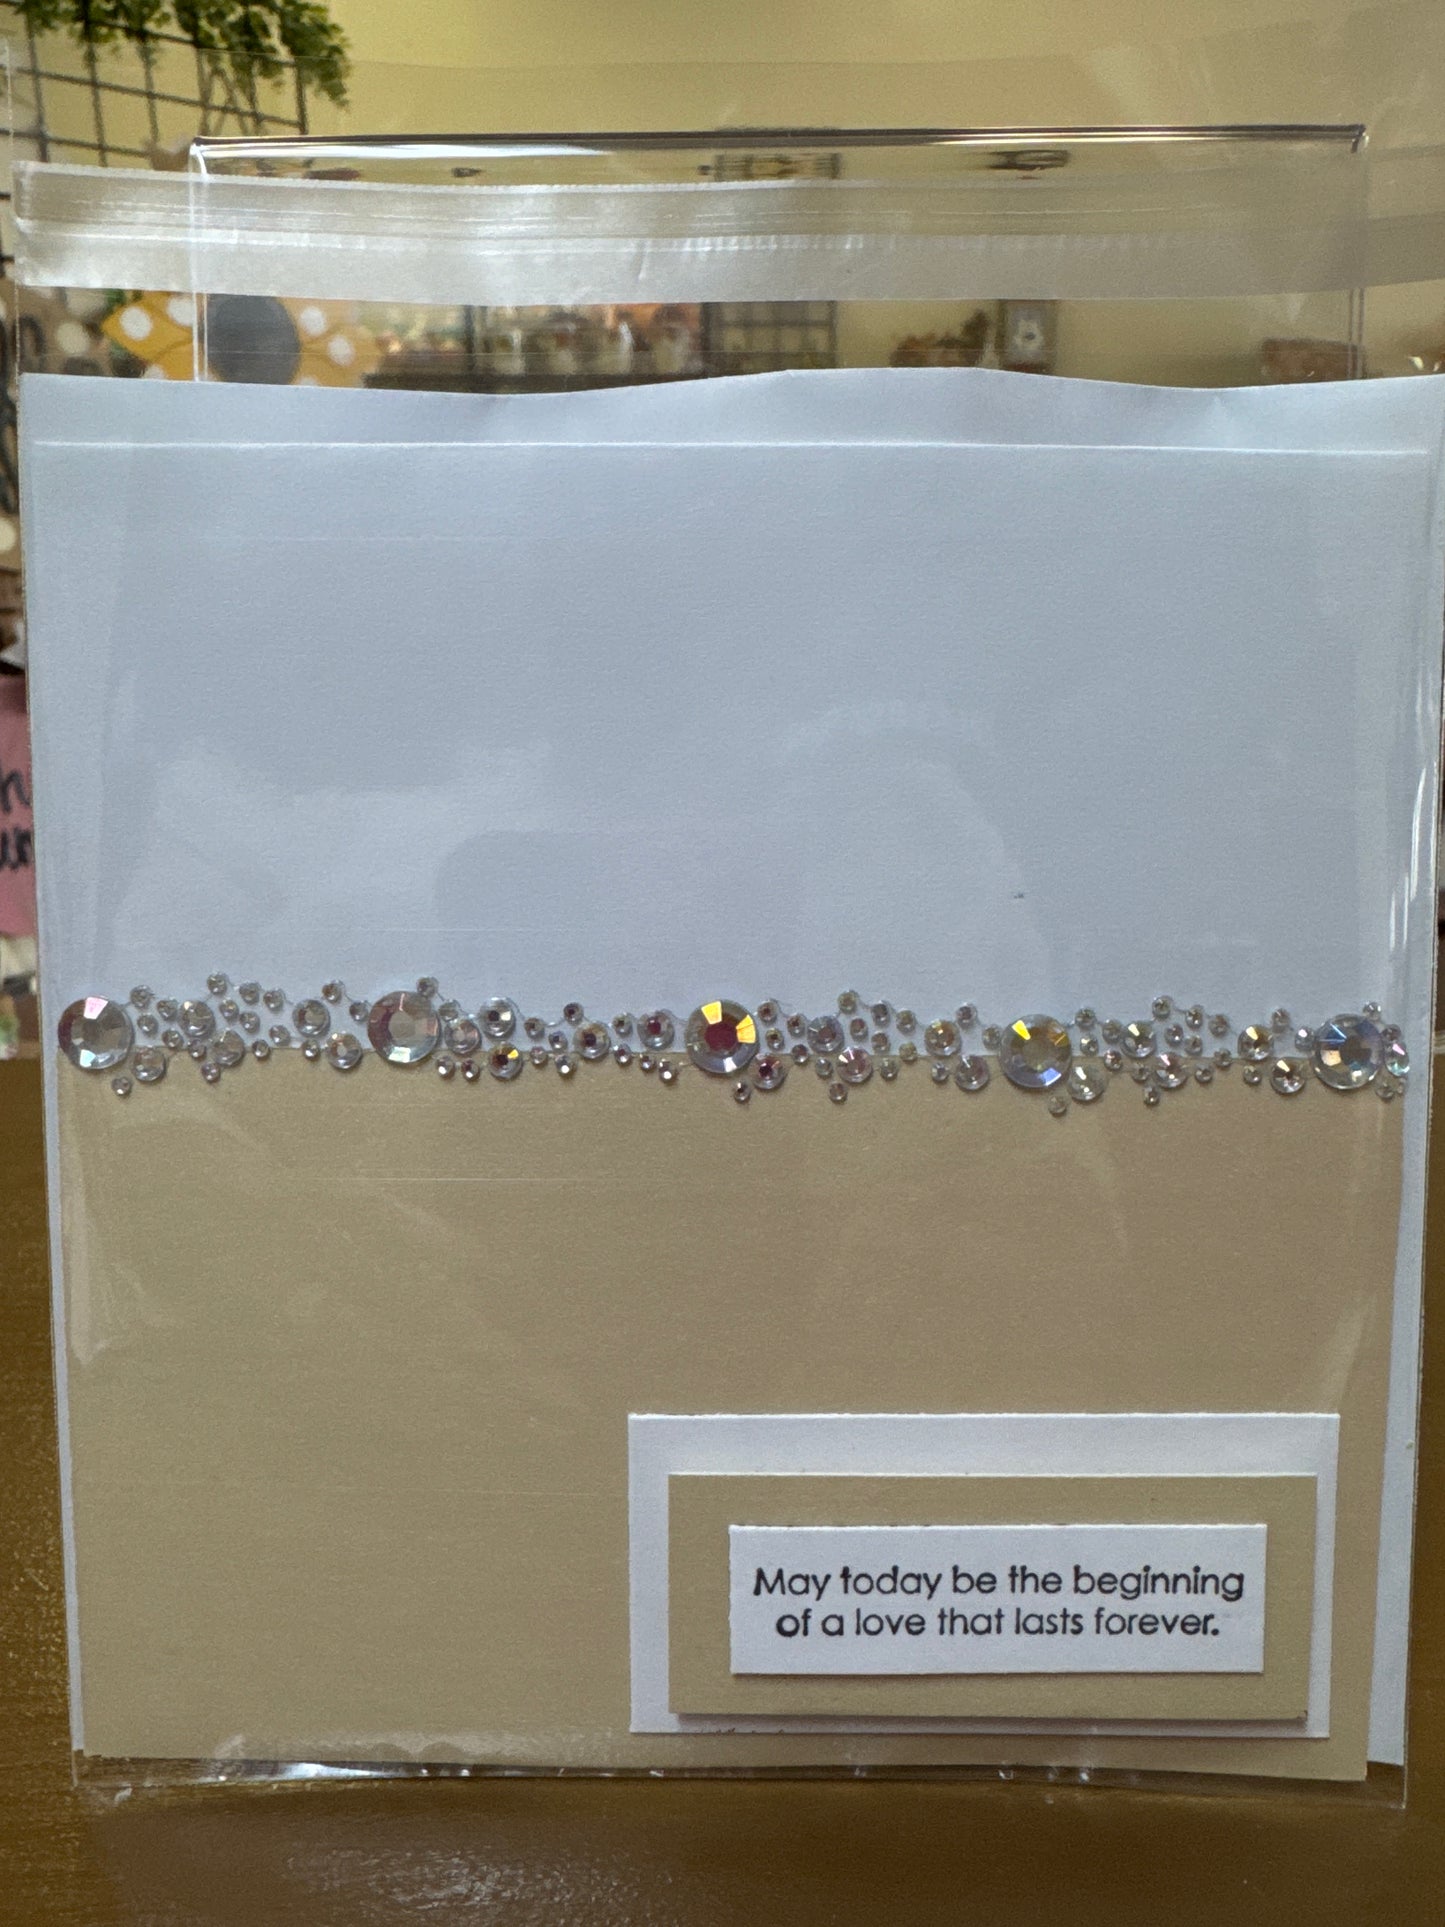 May today be the beginning
of a love that lasts forever.